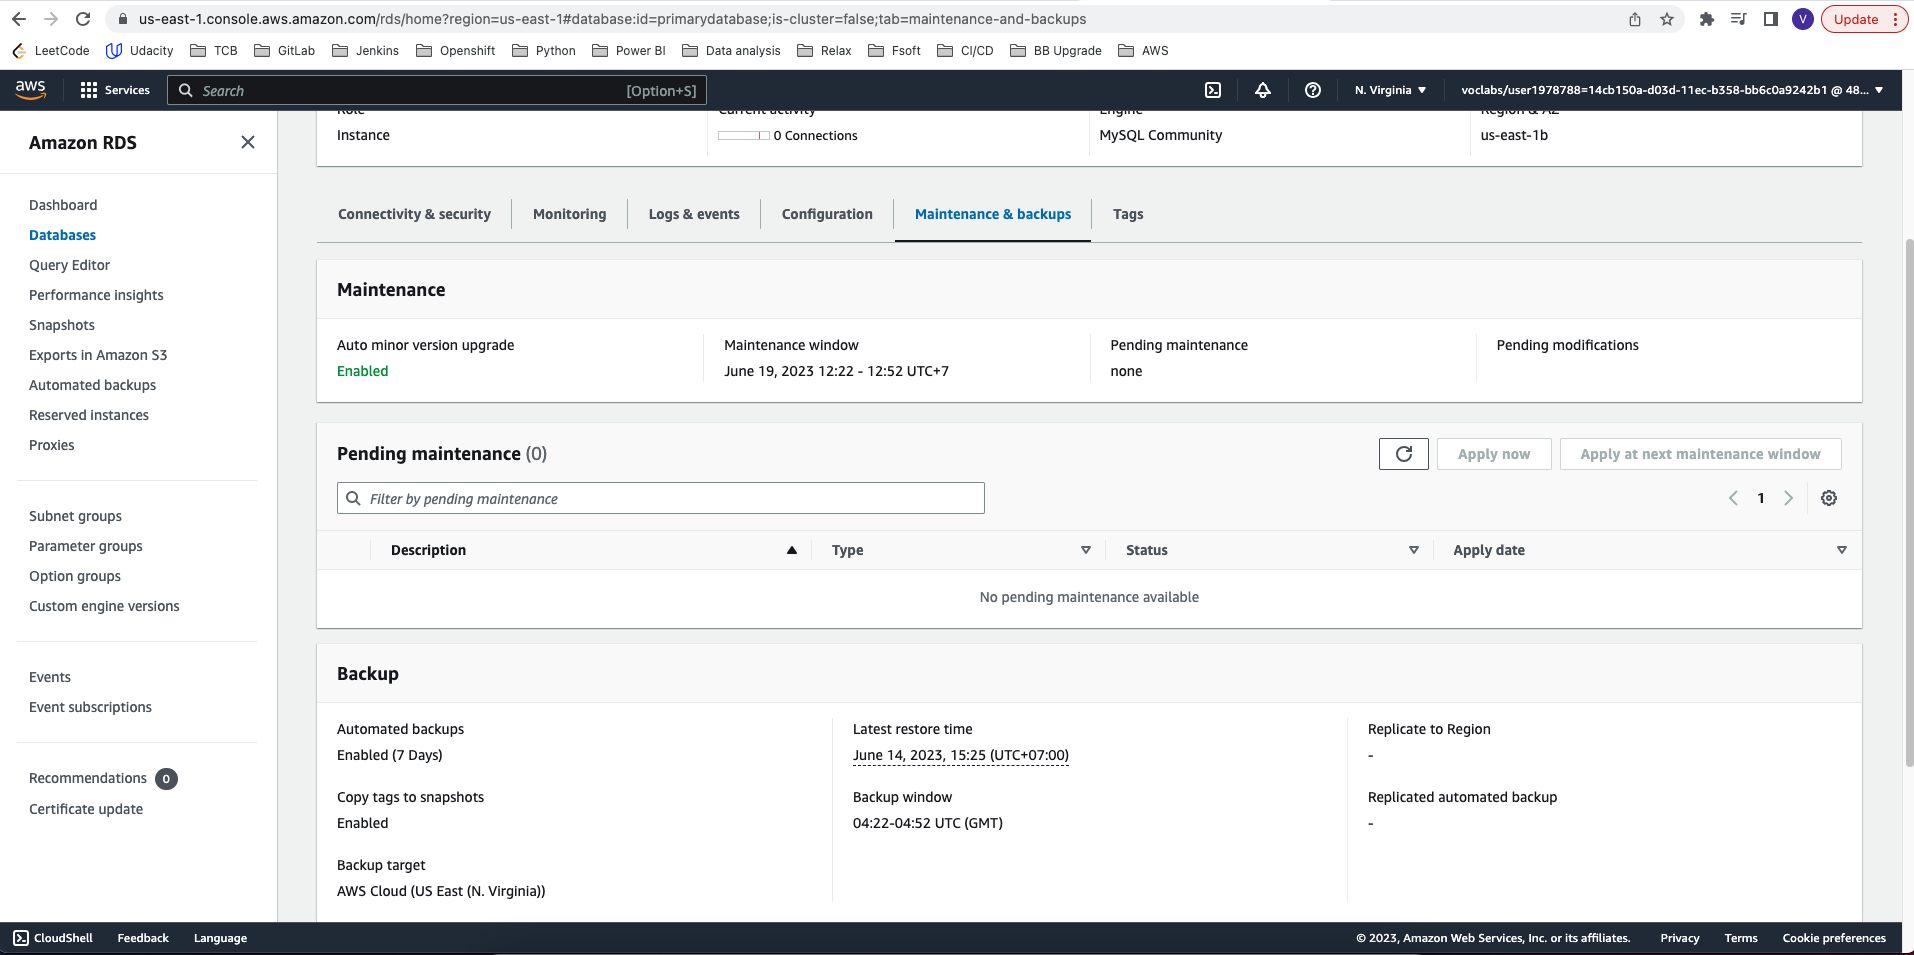 us-east-1.console.aws.amazon.com/rds/home?region=us-east-1#database:id=primarydatabase;is-cluster=false;tab=maintenance-and-backups
V
Update
LeetCode
Udacity
TCB
GitLab
Jenkins
Openshift
Python
Power BI
Data analysis
Relax
Fsoft
CI/CD
BB Upgrade
AWS
aws
Services
Search
[Option+S]
N. Virginia
voclabs/user1978788=14cb150a-d03d-11ec-b358-bb6c0a9242b1 @ 48...
Amazon RDS
Dashboard
Databases
Query Editor
Performance insights
Snapshots
Exports in Amazon S3
Automated backups
Reserved instances
Proxies
Subnet groups
Parameter groups
Option groups
Custom engine versions
Events
Event subscriptions
Recommendations 0
Certificate update
Role
Instance
Current activity
0 Connections
Engine
MySQL Community
Region & AZ
us-east-1b
Connectivity & security
Monitoring
Logs & events
Configuration
Maintenance & backups
Tags
Maintenance
Auto minor version upgrade
Enabled
Maintenance window
June 19, 2023 12:22 - 12:52 UTC+7
Pending maintenance
none
Pending modifications
Pending maintenance (0)
Apply now
Apply at next maintenance window
Filter by pending maintenance
1
Description
Type
Status
Apply date
No pending maintenance available
Backup
Automated backups
Enabled (7 Days)
Copy tags to snapshots
Enabled
Backup target
AWS Cloud (US East (N. Virginia))
Latest restore time
June 14, 2023, 15:25 (UTC+07:00)
Backup window
04:22-04:52 UTC (GMT)
Replicate to Region
-
Replicated automated backup
-
CloudShell
Feedback
Language
© 2023, Amazon Web Services, Inc. or its affiliates.
Privacy
Terms
Cookie preferences